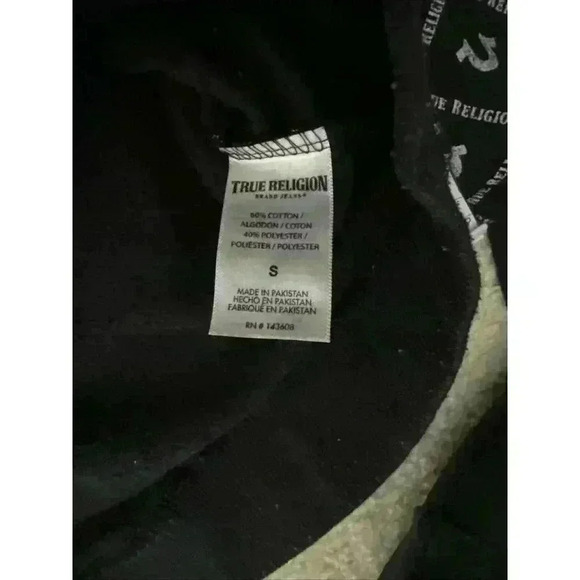 TRUE RELIGION
BRAND JEANS®
60% COTTON /
ALGODON / COTON
40% POLYESTER /
POLIÉSTER / POLYESTER
S
MADE IN PAKISTAN
HECHO EN PAKISTAN
FABRIQUÉ EN PAKISTAN
RN # 143608
TRUE RELIGION